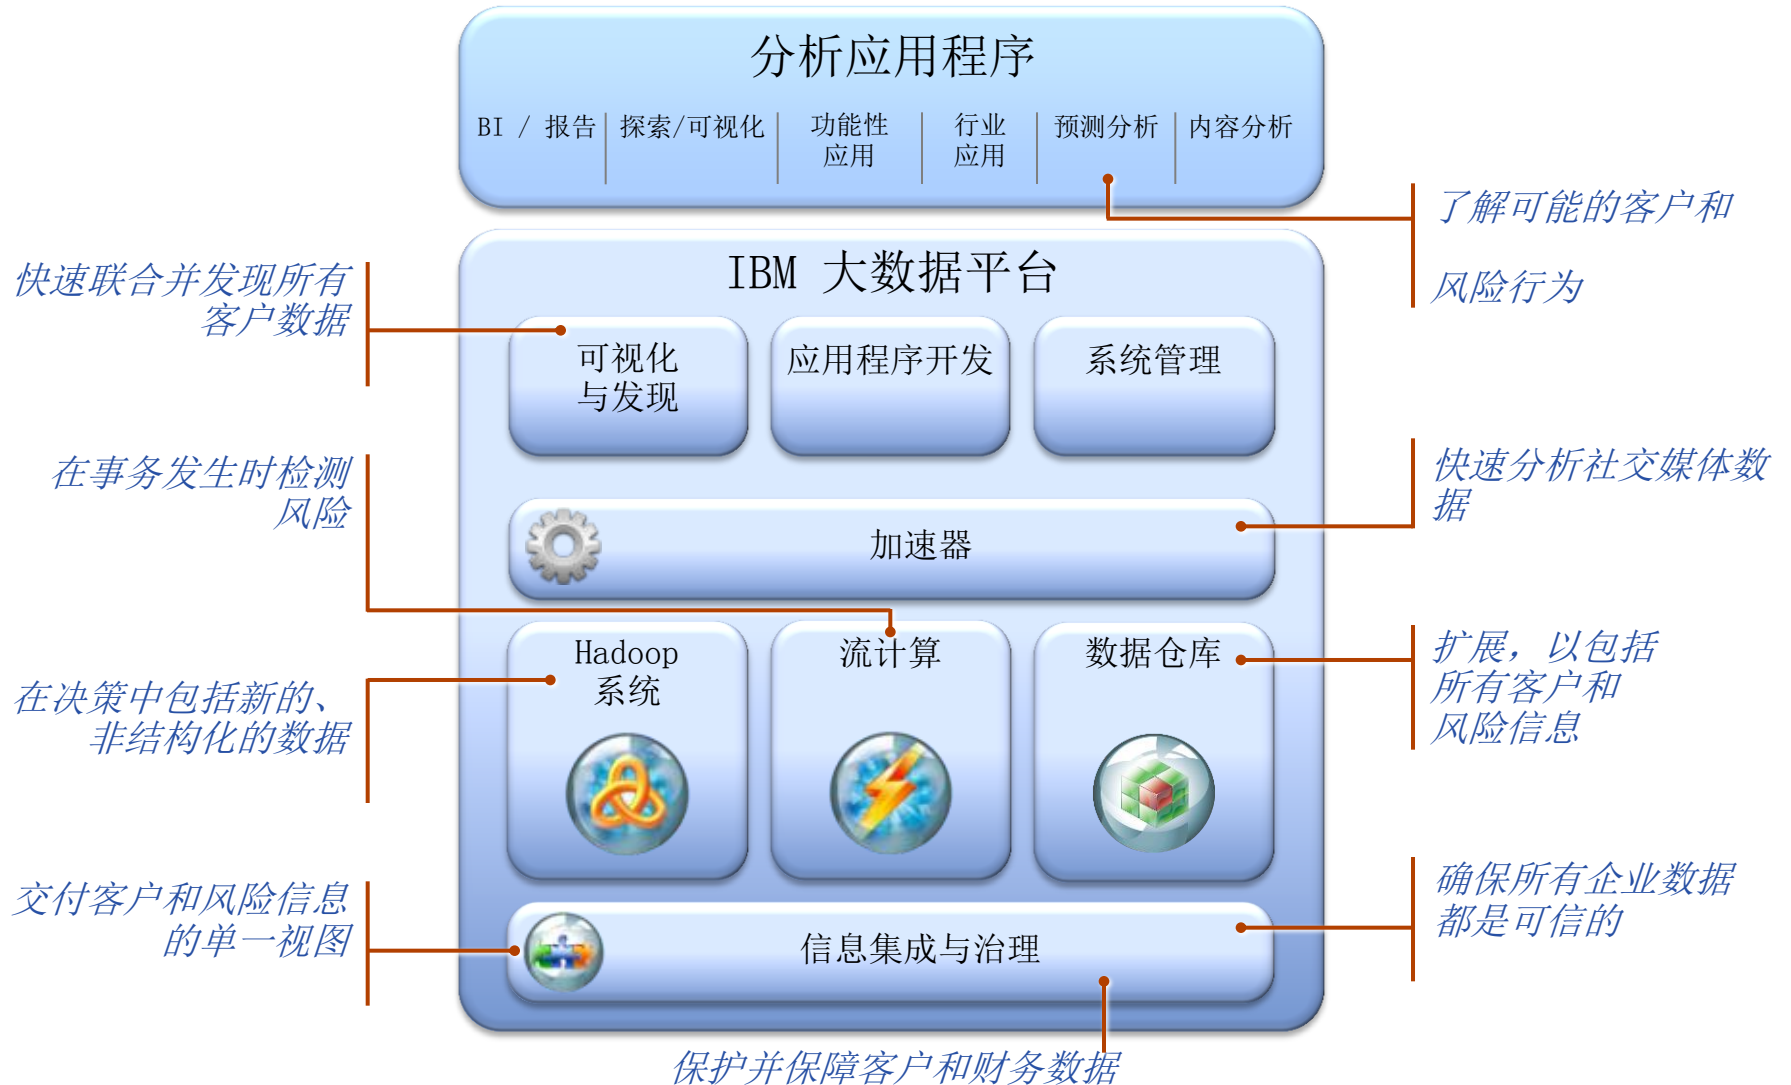 分析应用程序
BI / 报告
探索/可视化
功能性
应用
行业
应用
预测分析
内容分析
了解可能的客户和
风险行为
IBM 大数据平台
快速联合并发现所有
客户数据
可视化
与发现
应用程序开发
系统管理
在事务发生时检测
风险
快速分析社交媒体数
据
加速器
Hadoop
系统
流计算
数据仓库
扩展，以包括
所有客户和
风险信息
在决策中包括新的、
非结构化的数据
交付客户和风险信息
的单一视图
确保所有企业数据
都是可信的
信息集成与治理
保护并保障客户和财务数据